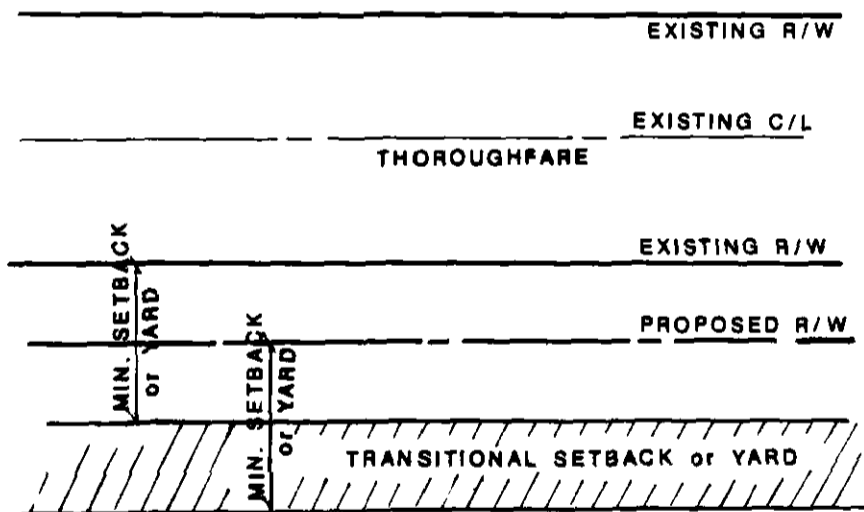 EXISTING R/W
EXISTING C/L
THOROUGHFARE
EXISTING R/W
MIN. SETBACK
or YARD
PROPOSED R/W
MIN. SETBACK
or YARD
TRANSITIONAL SETBACK or YARD